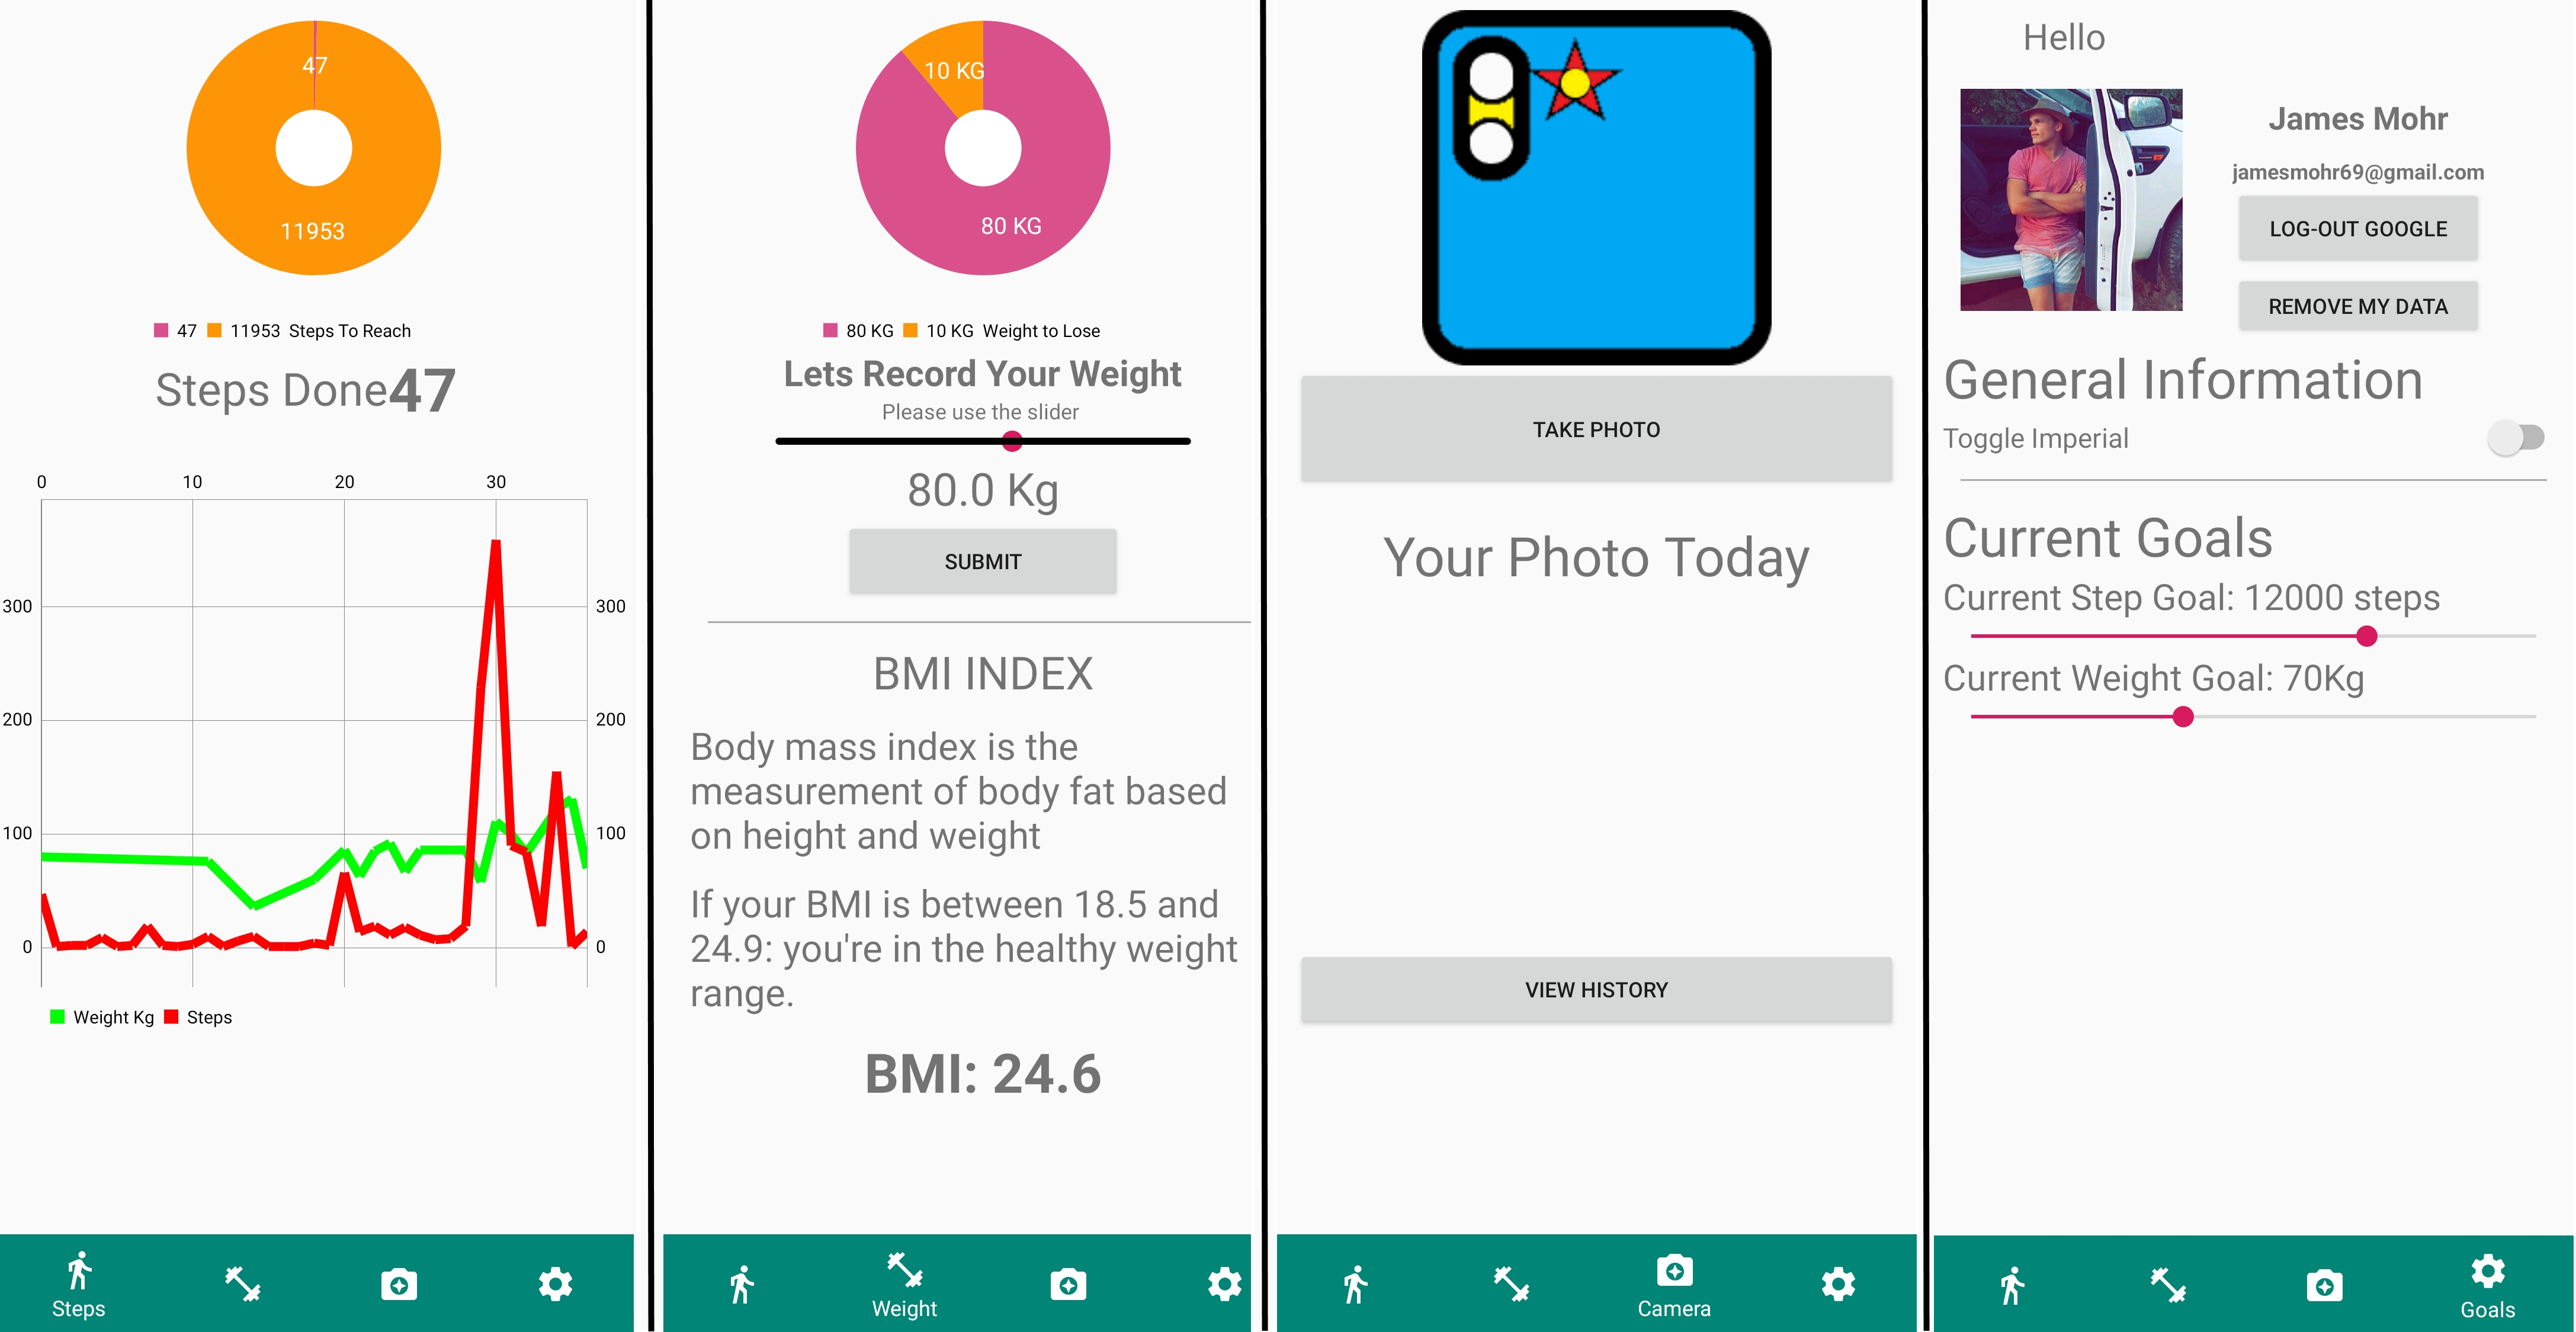 47
11953
47 11953 Steps To Reach
Steps Done47
0 10 20 30
300 300
200 200
100 100
0 0
Weight Kg Steps
Steps
10 KG
80 KG
80 KG 10 KG Weight to Lose
Lets Record Your Weight
Please use the slider
80.0 Kg
SUBMIT
BMI INDEX
Body mass index is the
measurement of body fat based
on height and weight
If your BMI is between 18.5 and
24.9: you're in the healthy weight
range.
BMI: 24.6
Weight
TAKE PHOTO
Your Photo Today
VIEW HISTORY
Camera
Hello
James Mohr
jamesmohr69@gmail.com
LOG-OUT GOOGLE
REMOVE MY DATA
General Information
Toggle Imperial
Current Goals
Current Step Goal: 12000 steps
Current Weight Goal: 70Kg
Goals